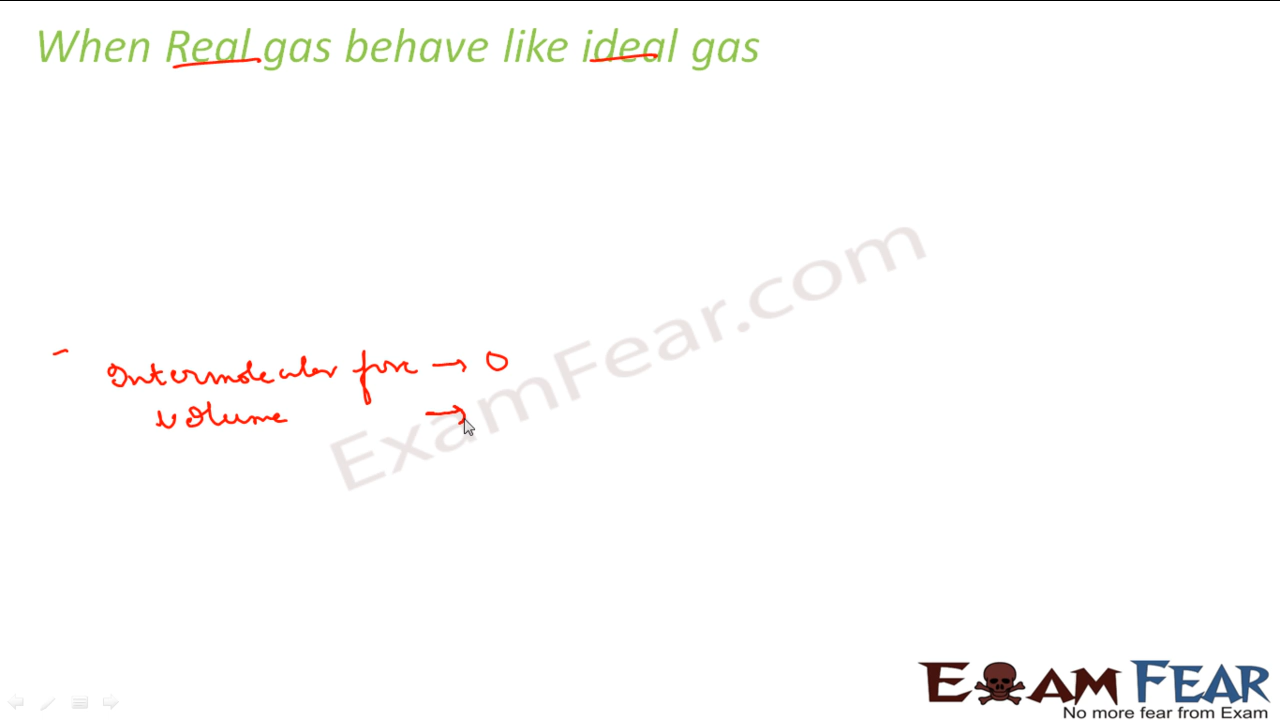 When Real gas behave like ideal gas
Intermolecular force → 0
volume →
ExamFear.com
EXAM FEAR
No more fear from Exam